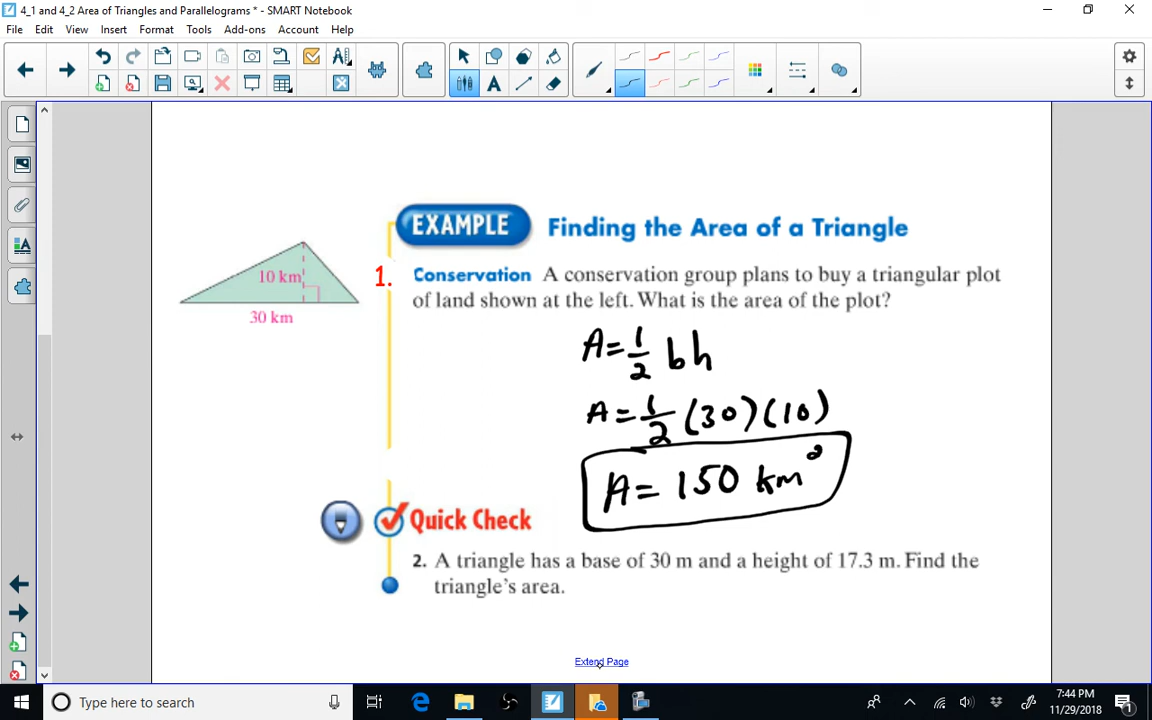 4_1 and 4_2 Area of Triangles and Parallelograms * - SMART Notebook
File Edit View Insert Format Tools Add-ons Account Help
EXAMPLE Finding the Area of a Triangle
1. Conservation A conservation group plans to buy a triangular plot
of land shown at the left. What is the area of the plot?
10 km
30 km
A = 1/2 bh
A = 1/2 (30)(10)
A = 150 km²
Quick Check
2. A triangle has a base of 30 m and a height of 17.3 m. Find the
triangle's area.
Extend Page
Type here to search
7:44 PM
11/29/2018
1